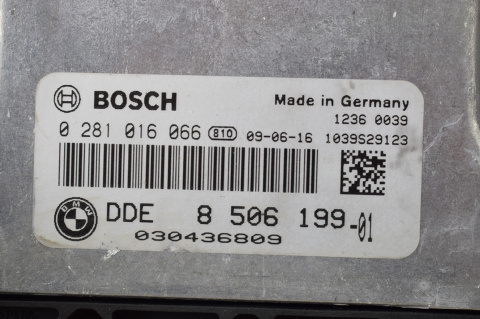 BOSCH Made in Germany
1236 0039
0 281 016 066 810 09-06-16 1039S29123
BMW DDE 8 506 199-01
030436809